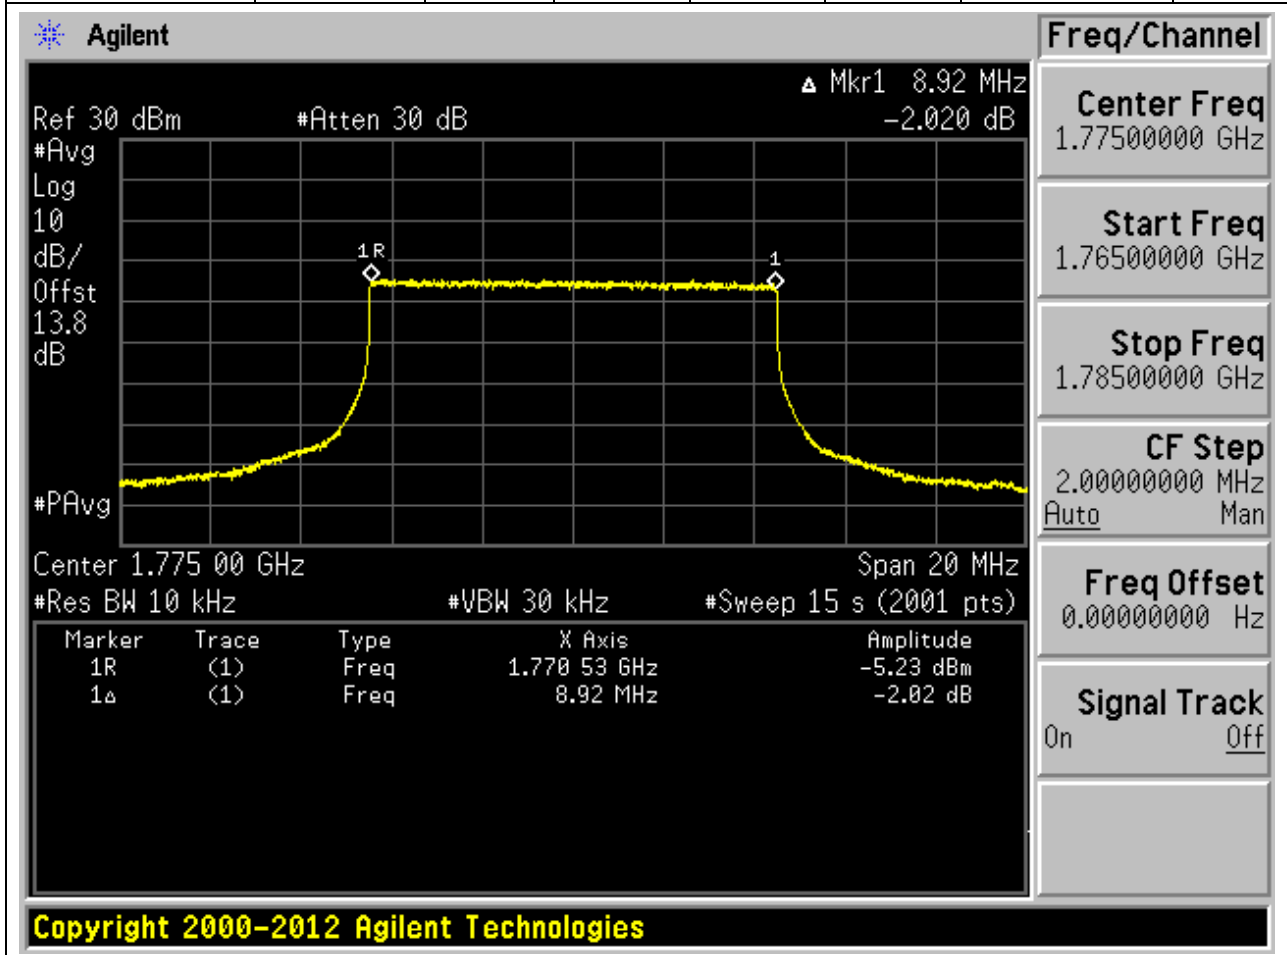 Agilent
Freq/Channel
▵ Mkr1 8.92 MHz
Ref 30 dBm #Atten 30 dB -2.020 dB
#Avg
Log
10
dB/
Offst
13.8
dB
1R
1
#PAvg
Center 1.775 00 GHz Span 20 MHz
#Res BW 10 kHz #VBW 30 kHz #Sweep 15 s (2001 pts)
Marker Trace Type X Axis Amplitude
1R (1) Freq 1.770 53 GHz -5.23 dBm
1▵ (1) Freq 8.92 MHz -2.02 dB
Center Freq
1.77500000 GHz
Start Freq
1.76500000 GHz
Stop Freq
1.78500000 GHz
CF Step
2.00000000 MHz
Auto Man
Freq Offset
0.00000000 Hz
Signal Track
On Off
Copyright 2000-2012 Agilent Technologies